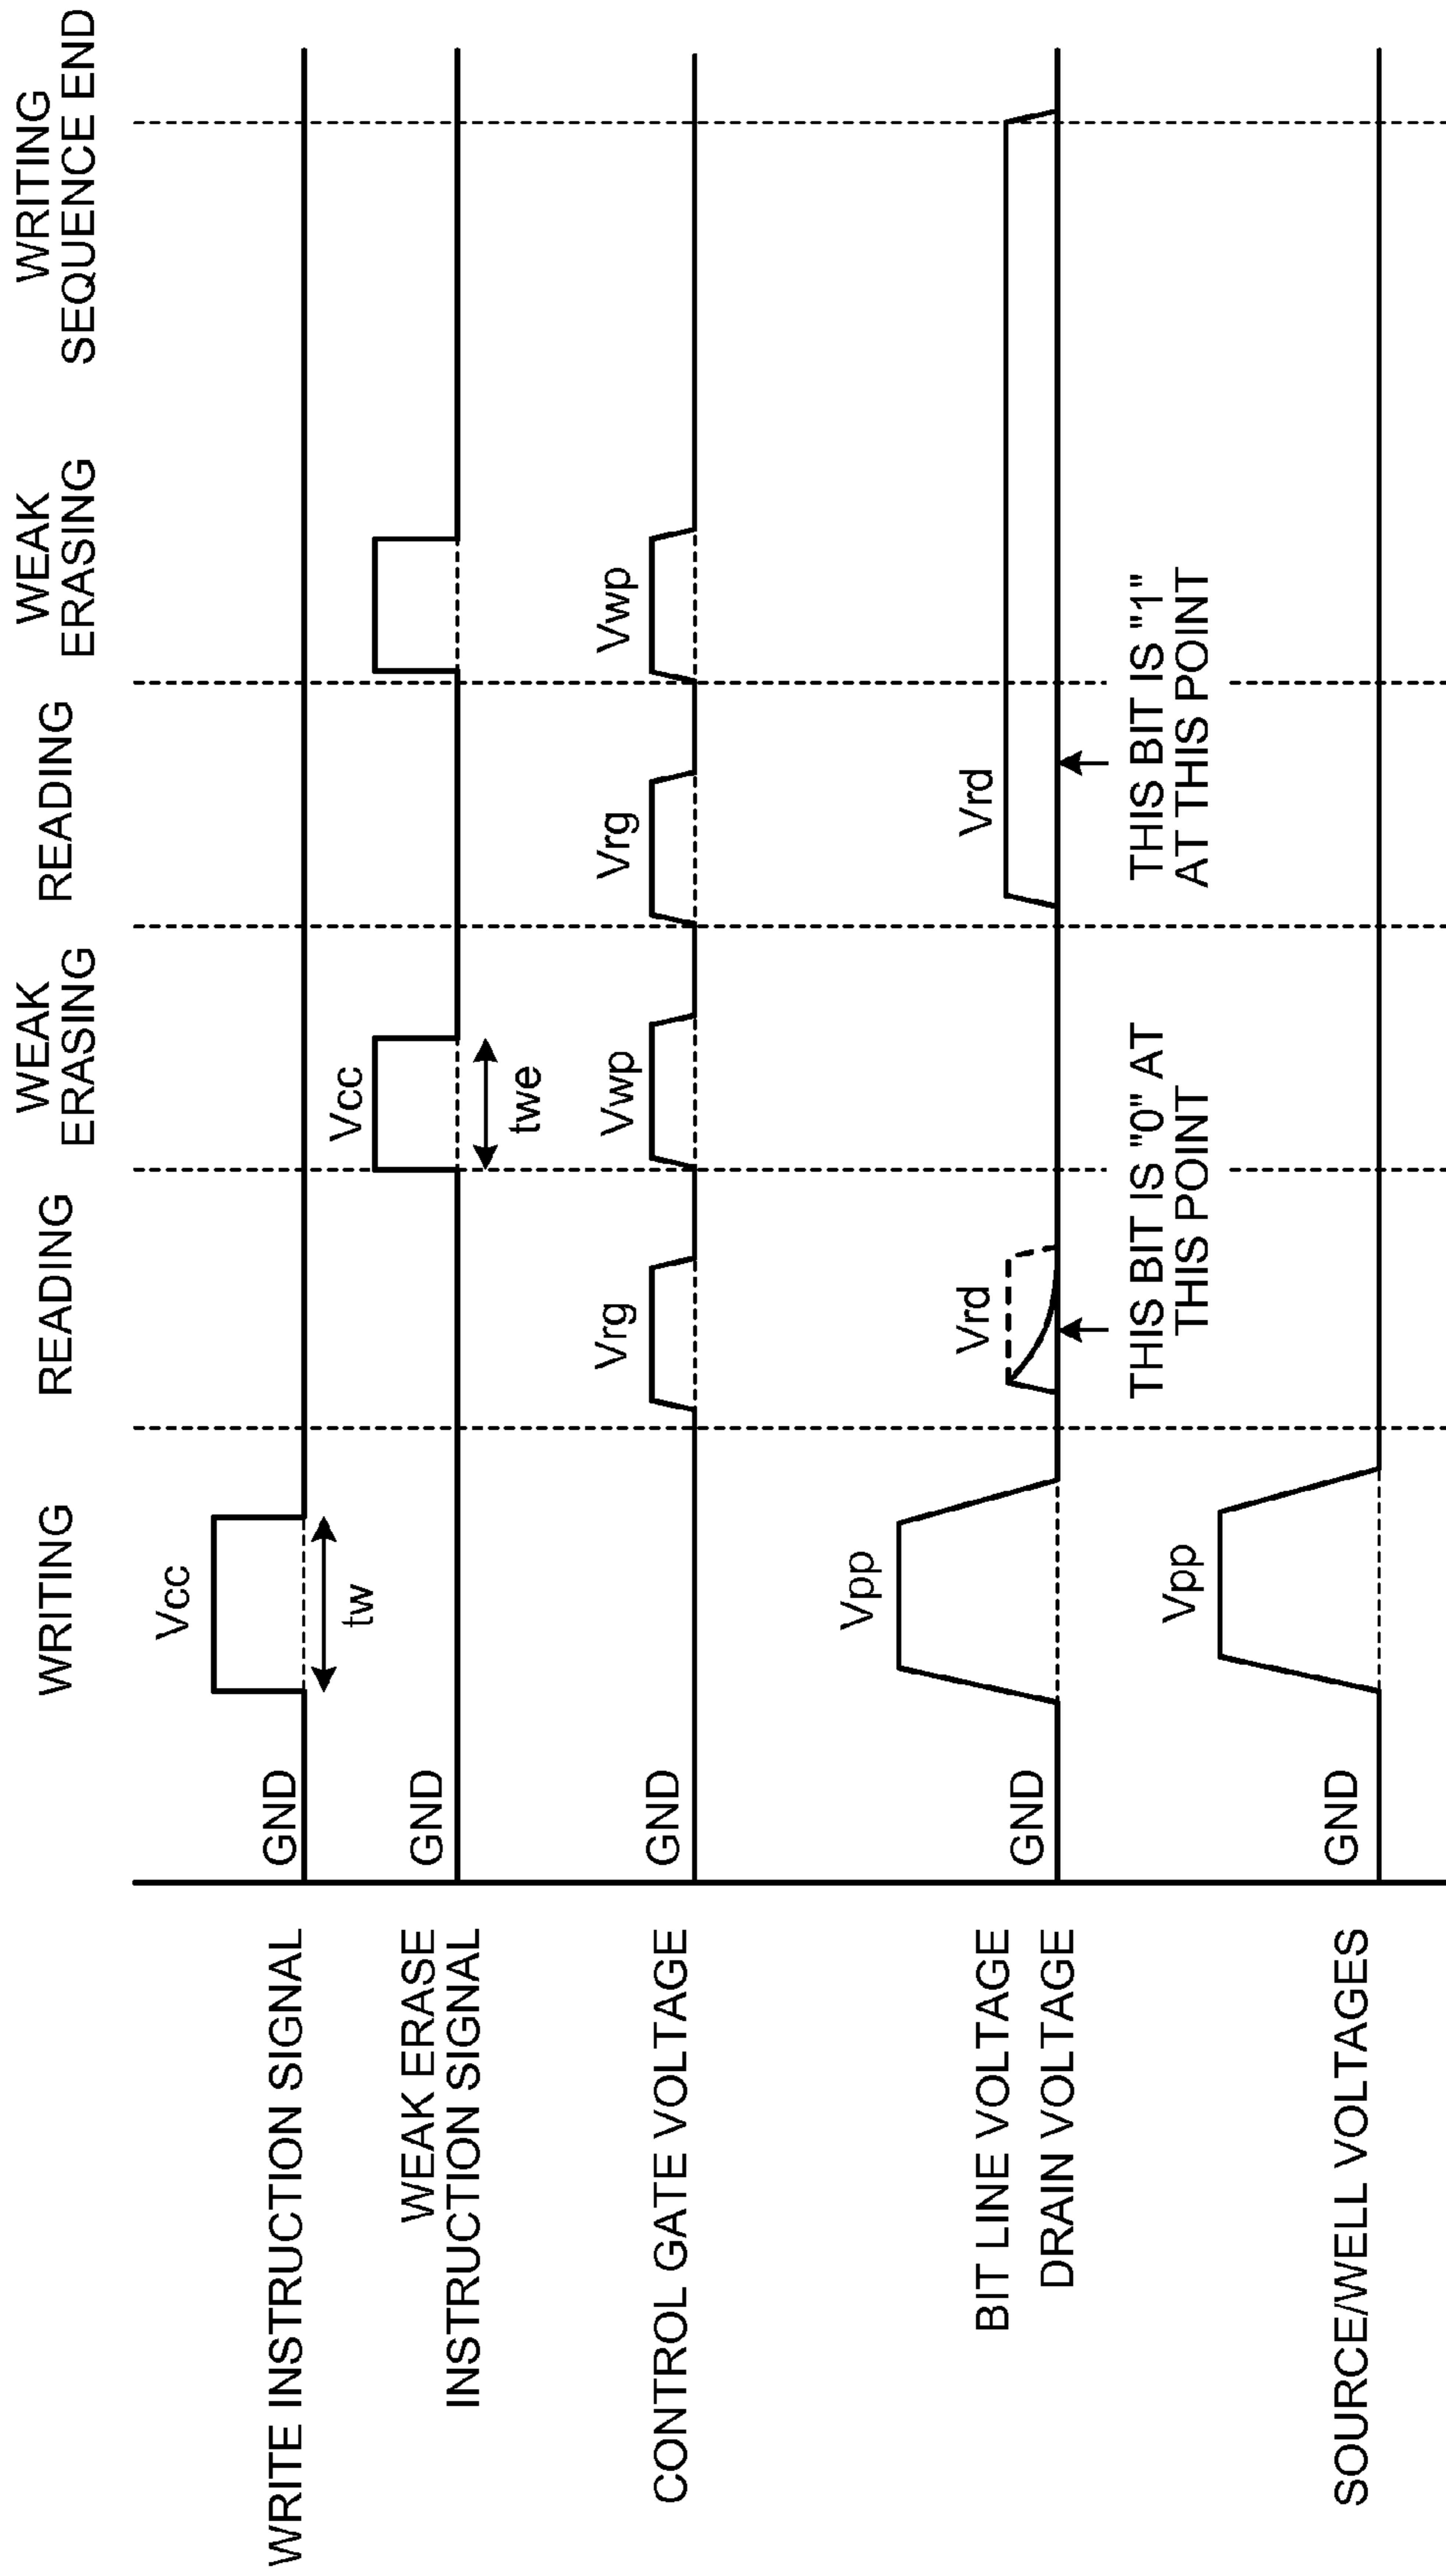 WRITING
READING
WEAK
ERASING
READING
WEAK
ERASING
WRITING
SEQUENCE END
WRITE INSTRUCTION SIGNAL
GND
Vcc
tw
WEAK ERASE
INSTRUCTION SIGNAL
GND
Vcc
twe
CONTROL GATE VOLTAGE
GND
Vrg
Vwp
Vrg
Vwp
BIT LINE VOLTAGE
DRAIN VOLTAGE
GND
Vpp
Vrd
Vrd
THIS BIT IS "0" AT
THIS POINT
THIS BIT IS "1"
AT THIS POINT
SOURCE/WELL VOLTAGES
GND
Vpp